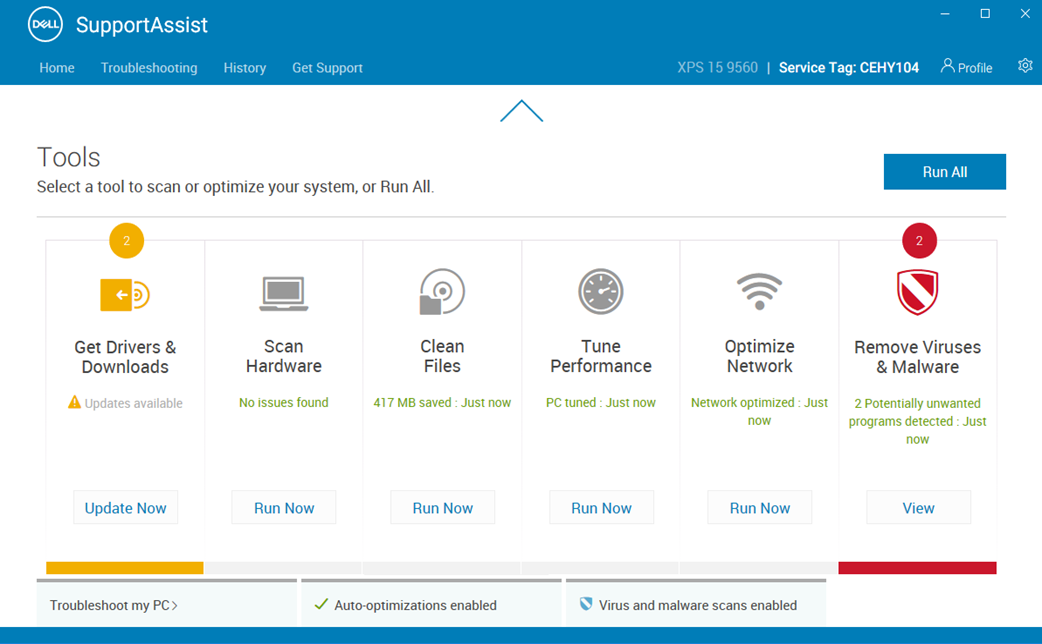 DELL SupportAssist
Home Troubleshooting History Get Support XPS 15 9560 | Service Tag: CEHY104 Profile
Tools
Select a tool to scan or optimize your system, or Run All.
Run All
2
Get Drivers &
Downloads
Updates available
Update Now
Scan
Hardware
No issues found
Run Now
Clean
Files
417 MB saved : Just now
Run Now
Tune
Performance
PC tuned : Just now
Run Now
Optimize
Network
Network optimized : Just
now
Run Now
2
Remove Viruses
& Malware
2 Potentially unwanted
programs detected : Just
now
View
Troubleshoot my PC>
Auto-optimizations enabled
Virus and malware scans enabled